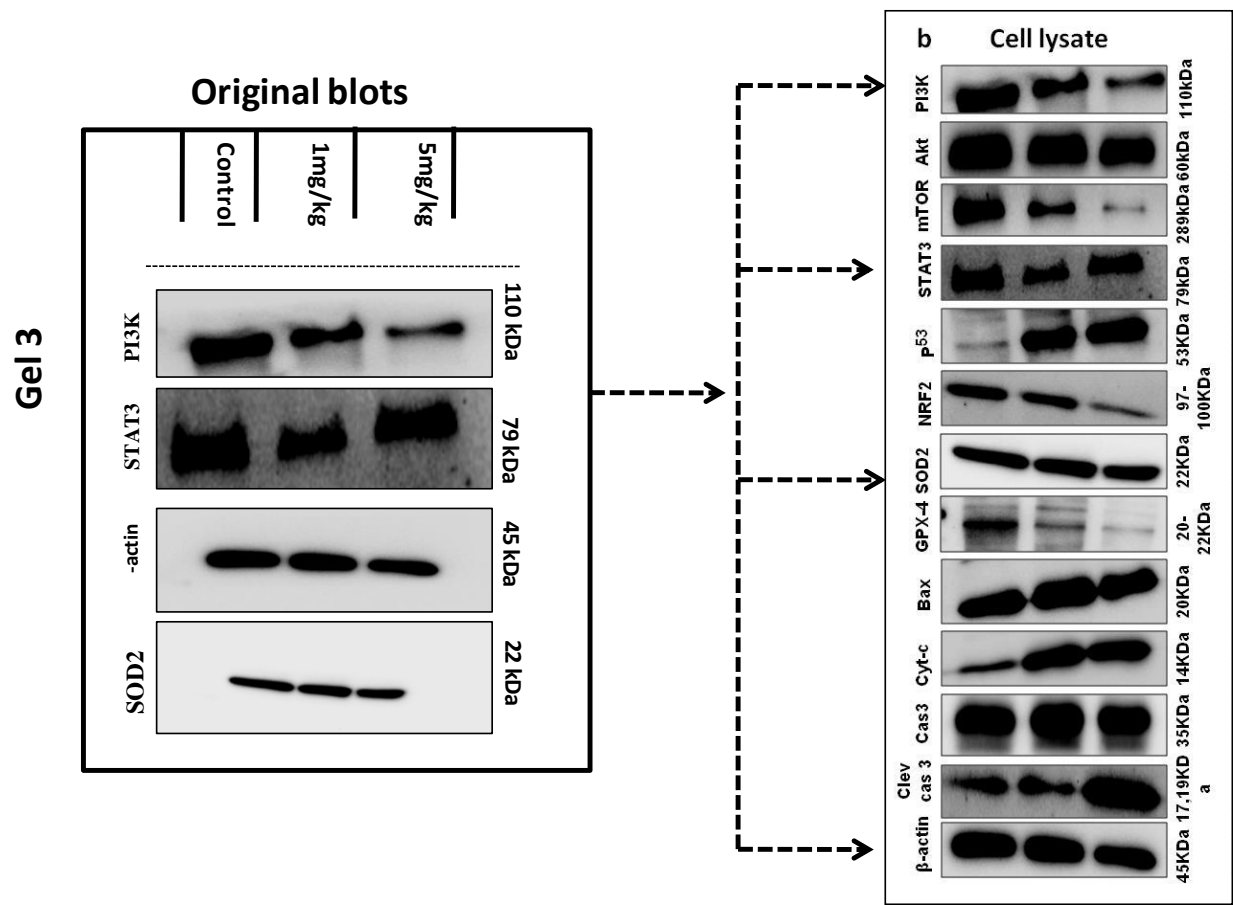 Original blots
Gel 3
Control
1mg/kg
5mg/kg
PI3K
110 kDa
STAT3
79 kDa
-actin
45 kDa
SOD2
22 kDa
b
Cell lysate
PI3K
110kDa
Akt
60kDa
mTOR
289kDa
STAT3
79kDa
P53
53KDa
NRF2
97-
100KDa
SOD2
22KDa
GPX-4
20-
22KDa
Bax
20KDa
Cyt-c
14KDa
Cas3
35KDa
Clev
cas 3
17,19KD
a
β-actin
45KDa